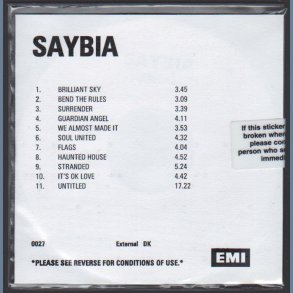 SAYBIA
1. BRILLIANT SKY 3.45
2. BEND THE RULES 3.09
3. SURRENDER 3.39
4. GUARDIAN ANGEL 4.11
5. WE ALMOST MADE IT 3.53
6. SOUL UNITED 4.32
7. FLAGS 4.04
8. HAUNTED HOUSE 4.52
9. STRANDED 5.24
10. IT'S OK LOVE 4.42
11. UNTITLED 17.22
If this sticker
broken when
please con
person who su
immedi
0027 External DK
EMI
*PLEASE SEE REVERSE FOR CONDITIONS OF USE.*